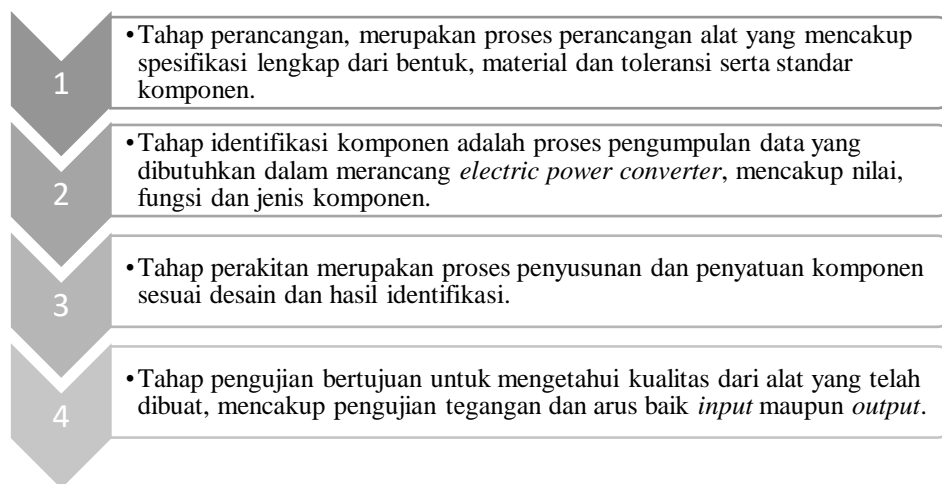 1
•Tahap perancangan, merupakan proses perancangan alat yang mencakup
spesifikasi lengkap dari bentuk, material dan toleransi serta standar
komponen.
2
•Tahap identifikasi komponen adalah proses pengumpulan data yang
dibutuhkan dalam merancang electric power converter, mencakup nilai,
fungsi dan jenis komponen.
3
•Tahap perakitan merupakan proses penyusunan dan penyatuan komponen
sesuai desain dan hasil identifikasi.
4
•Tahap pengujian bertujuan untuk mengetahui kualitas dari alat yang telah
dibuat, mencakup pengujian tegangan dan arus baik input maupun output.